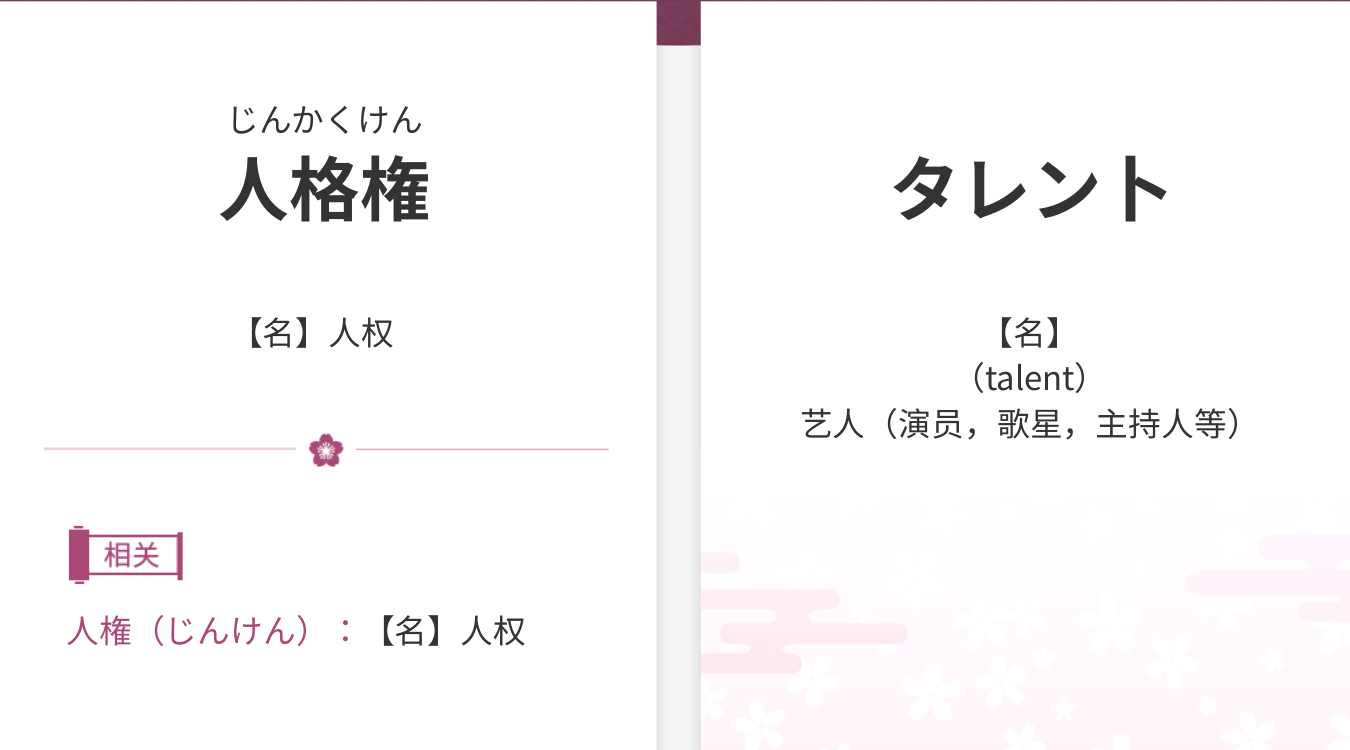 じんかくけん
人格権
【名】人权
相关
人権（じんけん）：【名】人权
タレント
【名】
（talent）
艺人（演员，歌星，主持人等）